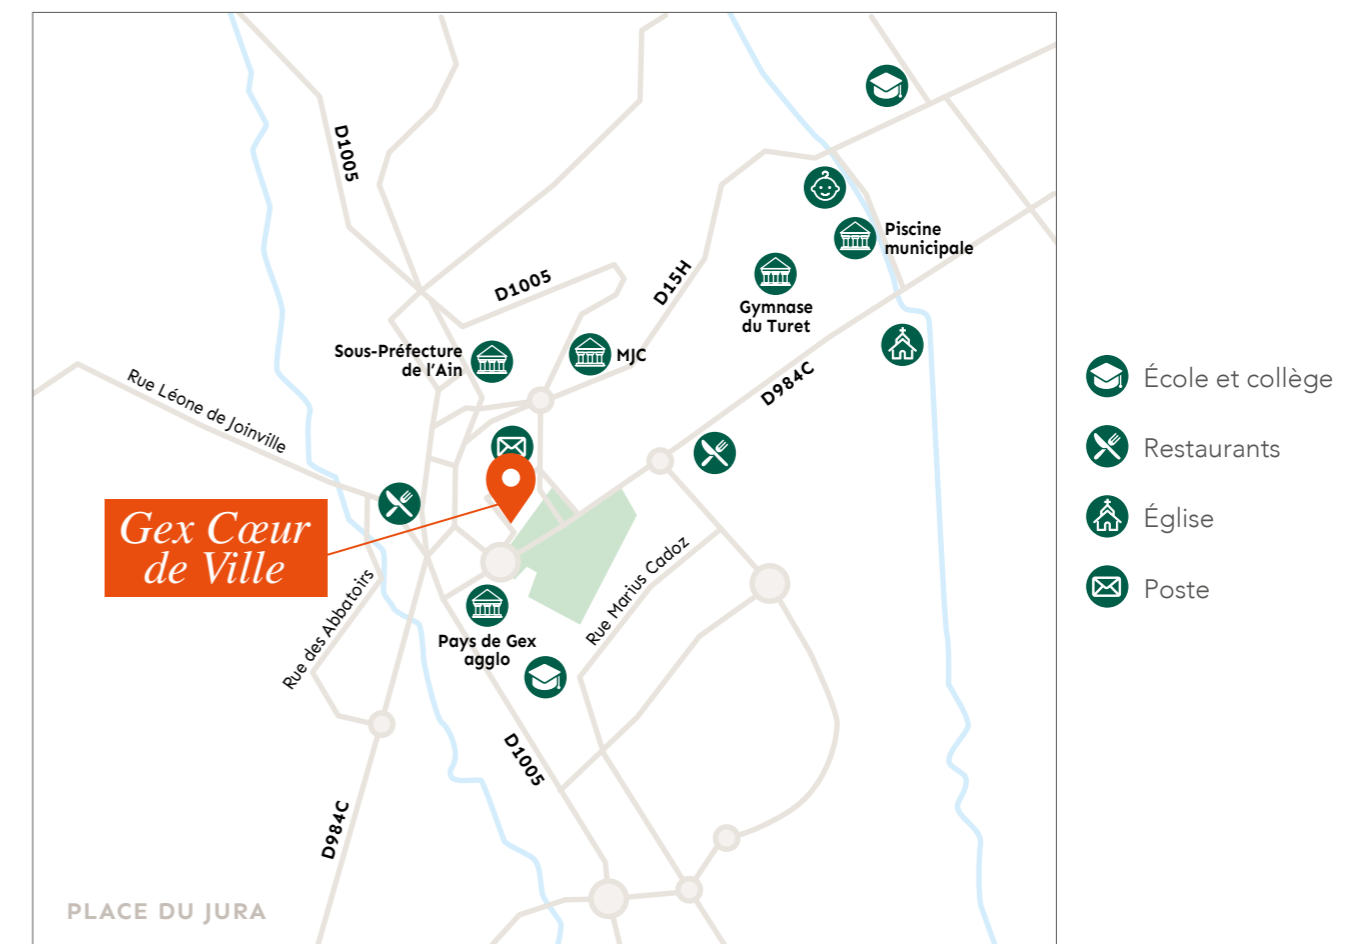 D1005
Piscine
municipale
D1005
D15H
Gymnase
du Turet
Sous-Préfecture
de l'Ain
MJC
D984C
Rue Léone de Joinville
École et collège
Restaurants
Église
Poste
Gex Cœur
de Ville
Rue des Abbatoirs
Rue Marius Cadoz
Pays de Gex
agglo
D1005
D984C
PLACE DU JURA